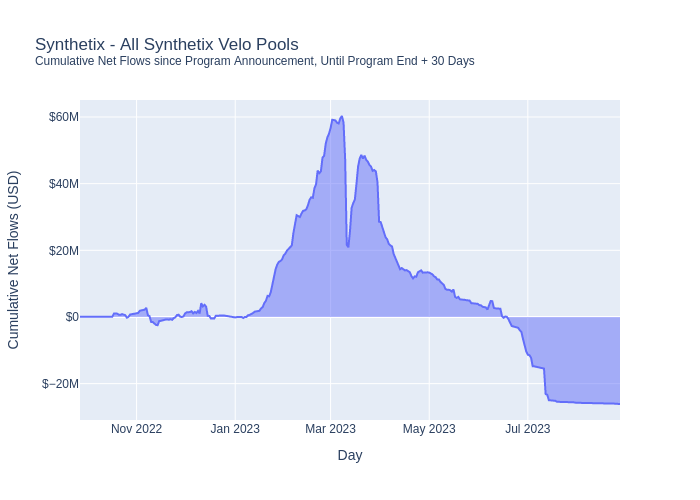 Synthetix - All Synthetix Velo Pools
Cumulative Net Flows since Program Announcement, Until Program End + 30 Days
Cumulative Net Flows (USD)
$60M
$40M
$20M
$0
$−20M
Nov 2022
Jan 2023
Mar 2023
May 2023
Jul 2023
Day